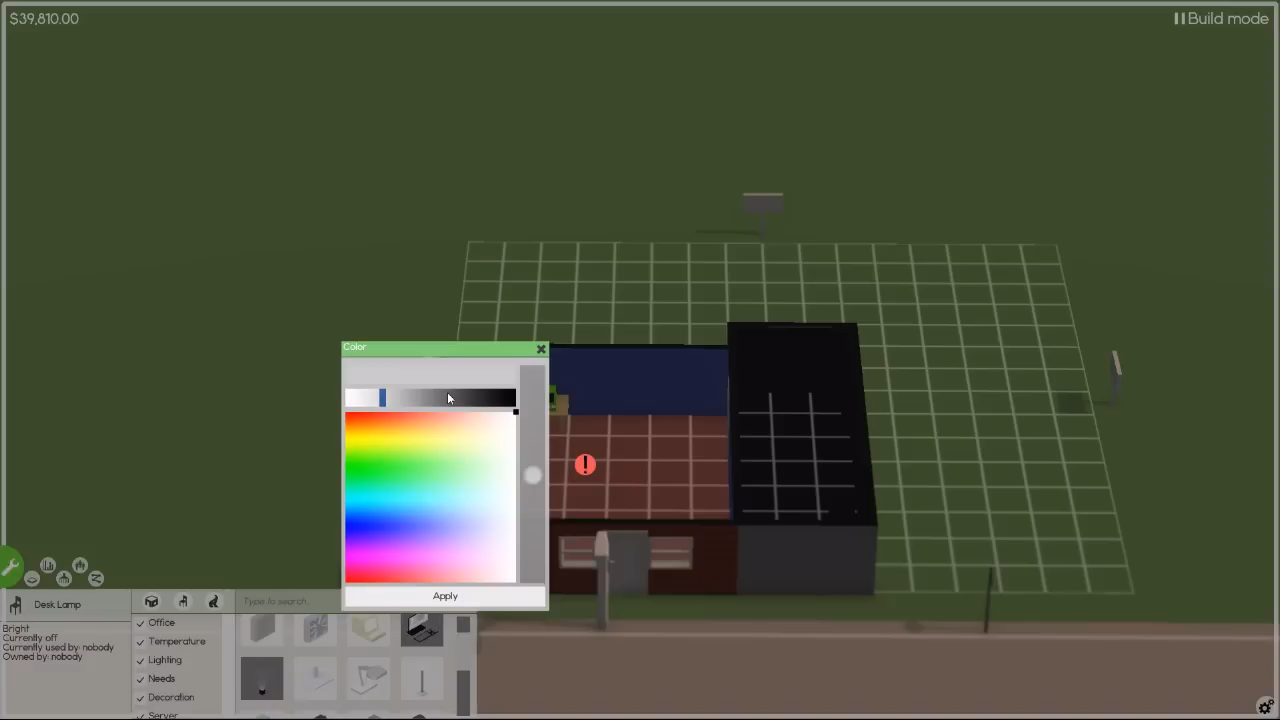 $39,810.00
Build mode
Color
Apply
Desk Lamp
Bright
Currently off
Currently used by: nobody
Owned by: nobody
Office
Temperature
Lighting
Needs
Decoration
Server
Type to search..